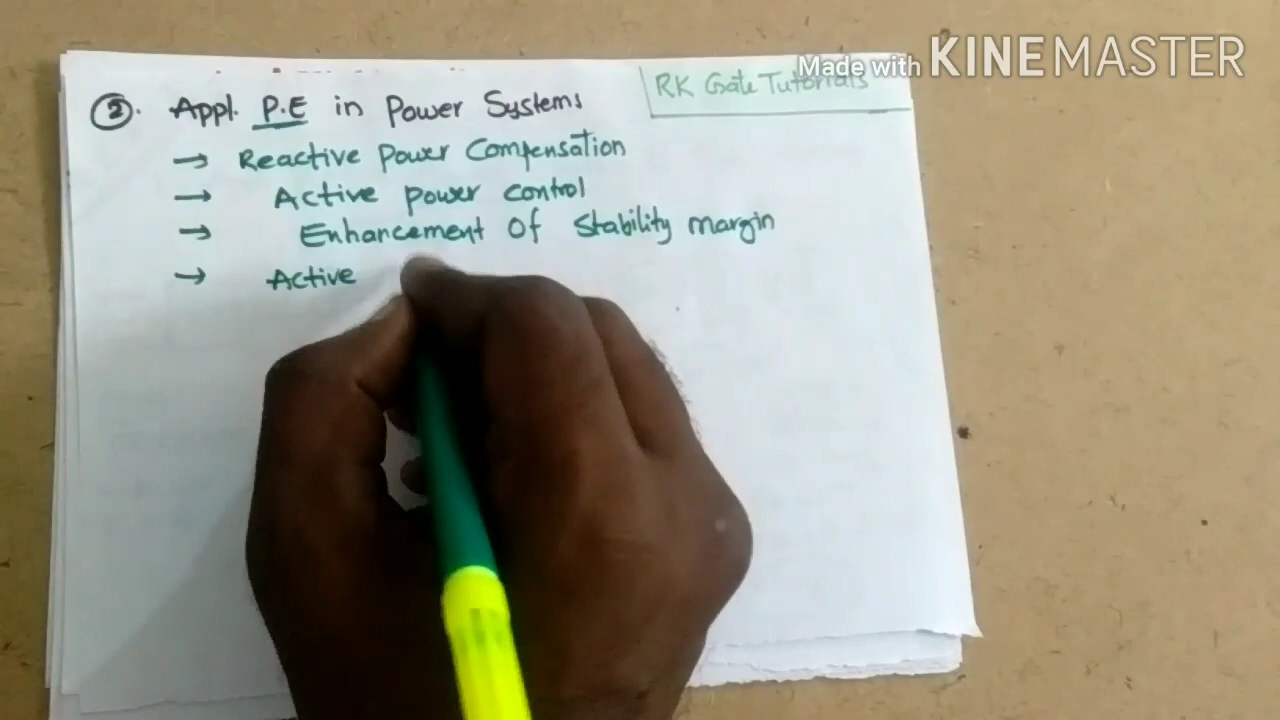 Made with KINEMASTER
RK Gate Tutorials
2. Appl. P.E in Power Systems
→ Reactive Power Compensation
→ Active power control
→ Enhancement Of Stability margin
→ Active